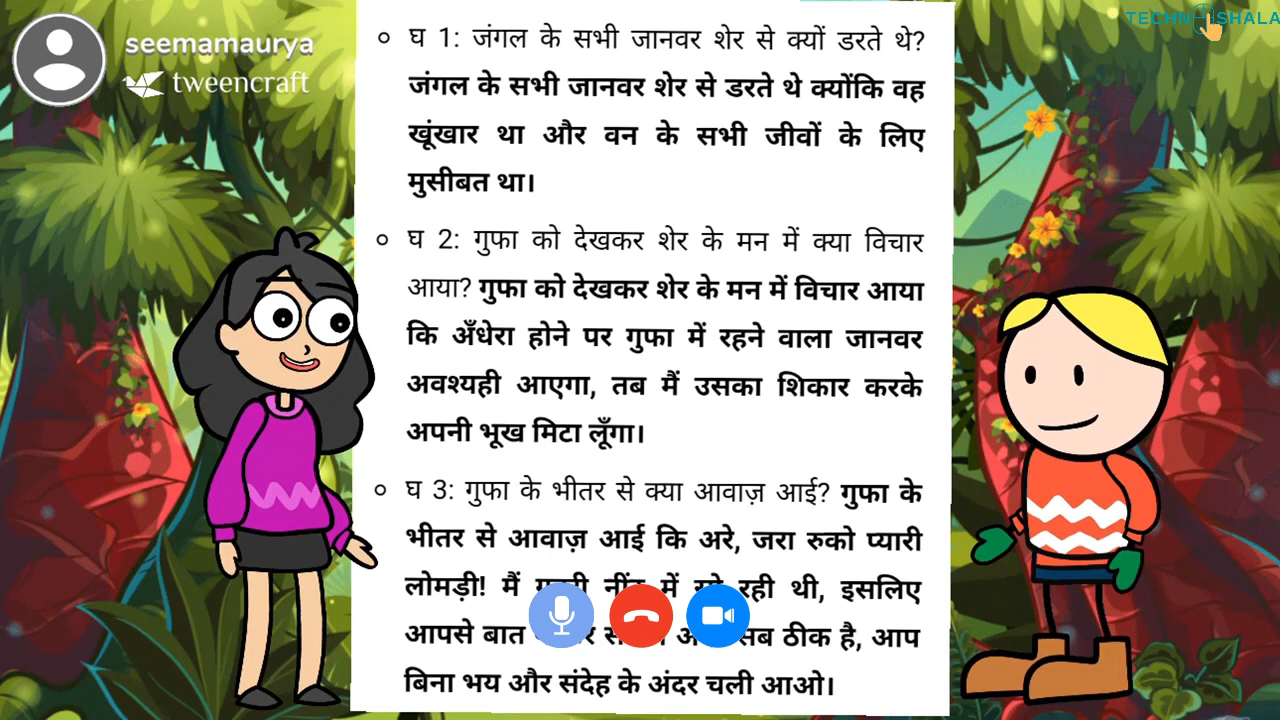 seemamaurya
tweencraft
TECHN SHALA
घ 1: जंगल के सभी जानवर शेर से क्यों डरते थे?
जंगल के सभी जानवर शेर से डरते थे क्योंकि वह
खूंखार था और वन के सभी जीवों के लिए
मुसीबत था।
घ 2: गुफा को देखकर शेर के मन में क्या विचार
आया? गुफा को देखकर शेर के मन में विचार आया
कि अँधेरा होने पर गुफा में रहने वाला जानवर
अवश्यही आएगा, तब मैं उसका शिकार करके
अपनी भूख मिटा लूँगा।
घ 3: गुफा के भीतर से क्या आवाज़ आई? गुफा के
भीतर से आवाज़ आई कि अरे, जरा रुको प्यारी
लोमड़ी! मैं में रही थी, इसलिए
आपसे बात सब ठीक है, आप
बिना भय और संदेह के अंदर चली आओ।